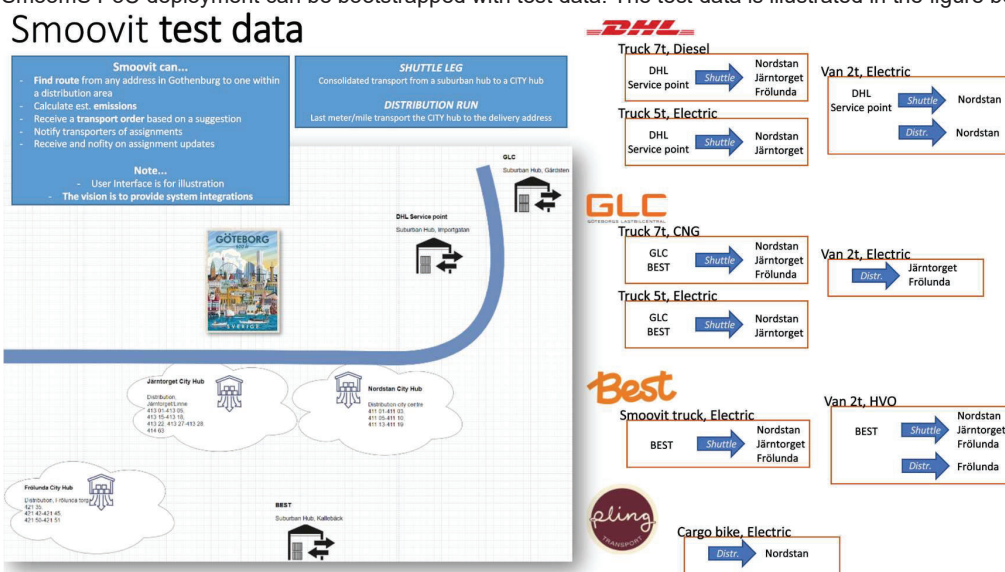 Smoovit test data
Smoovit can...
- Find route from any address in Gothenburg to one within
a distribution area
- Calculate est. emissions
- Receive a transport order based on a suggestion
- Notify transporters of assignments
- Receive and nofity on assignment updates
Note...
- User Interface is for illustration
- The vision is to provide system integrations
SHUTTLE LEG
Consolidated transport from a suburban hub to a CITY hub
DISTRIBUTION RUN
Last meter/mile transport the CITY hub to the delivery address
GLC
Suburban Hub, Gårdsten
DHL Service point
Suburban Hub, Importgatan
GÖTEBORG
SVERIGE
Järntorget City Hub
Distribution,
Järntorget/Linne
413 01-413 05,
413 15-413 18,
413 22, 413 27-413 28
414 63
Nordstan City Hub
Distribution city centre
411 01-411 03
411 05-411 10
411 13-411 19
Frölunda City Hub
Distribution, Frölunda torg
421 35,
421 42-421 45,
421 50-421 51
BEST
Suburban Hub, Kallebäck
DHL
Truck 7t, Diesel
DHL
Service point
Shuttle
Nordstan
Järntorget
Frölunda
Truck 5t, Electric
DHL
Service point
Shuttle
Nordstan
Järntorget
Van 2t, Electric
DHL
Service point
Shuttle
Nordstan
Distr.
Nordstan
GLC
GÖTEBORGS LASTBILCENTRAL
Truck 7t, CNG
GLC
BEST
Shuttle
Nordstan
Järntorget
Frölunda
Truck 5t, Electric
GLC
BEST
Shuttle
Nordstan
Järntorget
Van 2t, Electric
Distr.
Järntorget
Frölunda
Best
Smoovit truck, Electric
BEST
Shuttle
Nordstan
Järntorget
Frölunda
Van 2t, HVO
BEST
Shuttle
Nordstan
Järntorget
Frölunda
Distr.
Frölunda
pling
TRANSPORT
Cargo bike, Electric
Distr.
Nordstan